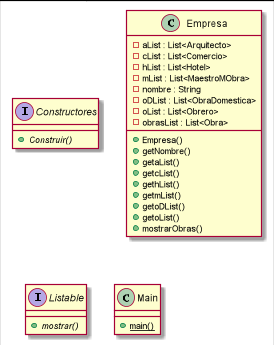 C Empresa
aList : List<Arquitecto>
cList : List<Comercio>
hList : List<Hotel>
mList : List<MaestroMObra>
nombre : String
oDList : List<ObraDomestica>
oList : List<Obrero>
obrasList : List<Obra>
Empresa()
getNombre()
getaList()
getcList()
gethList()
getmList()
getoDList()
getoList()
mostrarObras()
I Constructores
Construir()
I Listable
mostrar()
C Main
main()